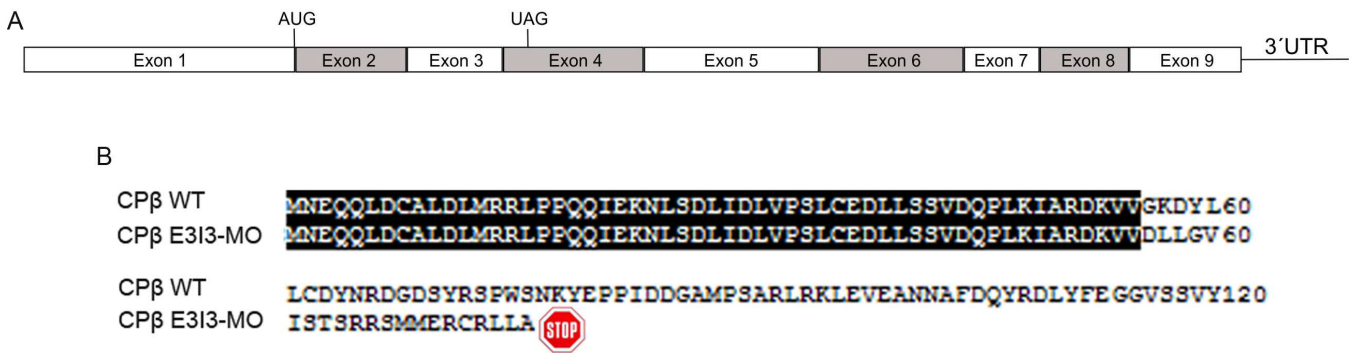 A
AUG UAG
Exon 1 Exon 2 Exon 3 Exon 4 Exon 5 Exon 6 Exon 7 Exon 8 Exon 9 3´UTR
B
CPβ WT MNEQQLDCALDLMRRLPPQQIEKNLSDLIDLVPSLCEDLLSSVDQPLKIARDKVVGKDYL60
CPβ E3I3-MO MNEQQLDCALDLMRRLPPQQIEKNLSDLIDLVPSLCEDLLSSVDQPLKIARDKVVDLLGV60
CPβ WT LCDYNRDGDSYRSPWSNKYEPPIDDGAMPSARLRKLEVEANNAFDQYRDLYFEGGVSSVY120
CPβ E3I3-MO ISTSRRSMMERCRLLA STOP